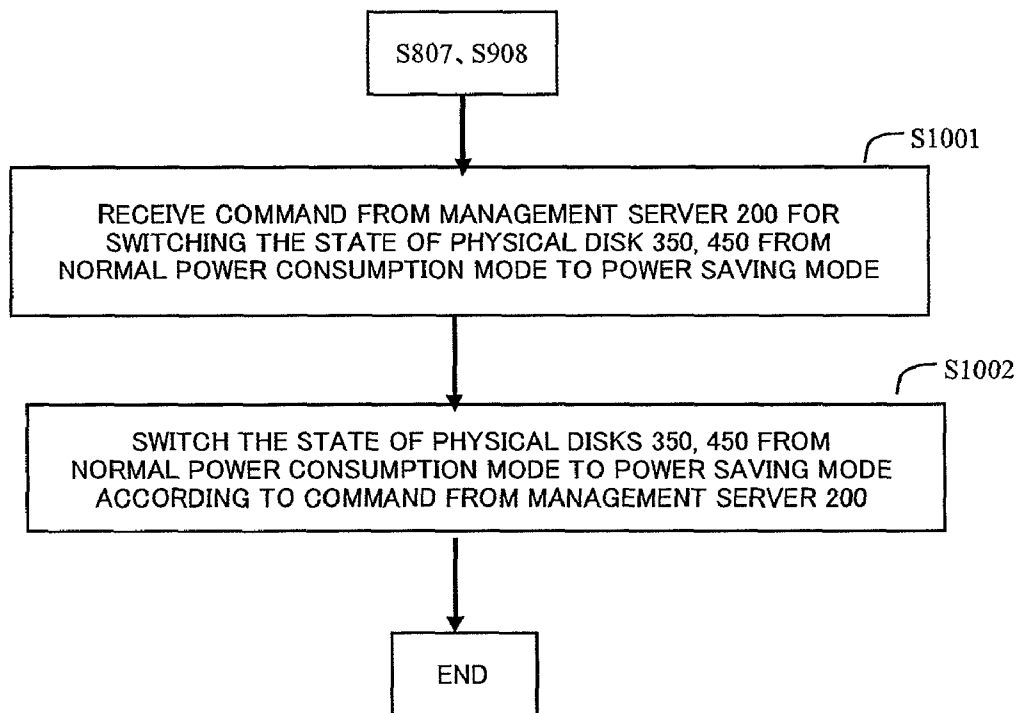 S807、S908
S1001
RECEIVE COMMAND FROM MANAGEMENT SERVER 200 FOR
SWITCHING THE STATE OF PHYSICAL DISK 350, 450 FROM
NORMAL POWER CONSUMPTION MODE TO POWER SAVING MODE
S1002
SWITCH THE STATE OF PHYSICAL DISKS 350, 450 FROM
NORMAL POWER CONSUMPTION MODE TO POWER SAVING MODE
ACCORDING TO COMMAND FROM MANAGEMENT SERVER 200
END